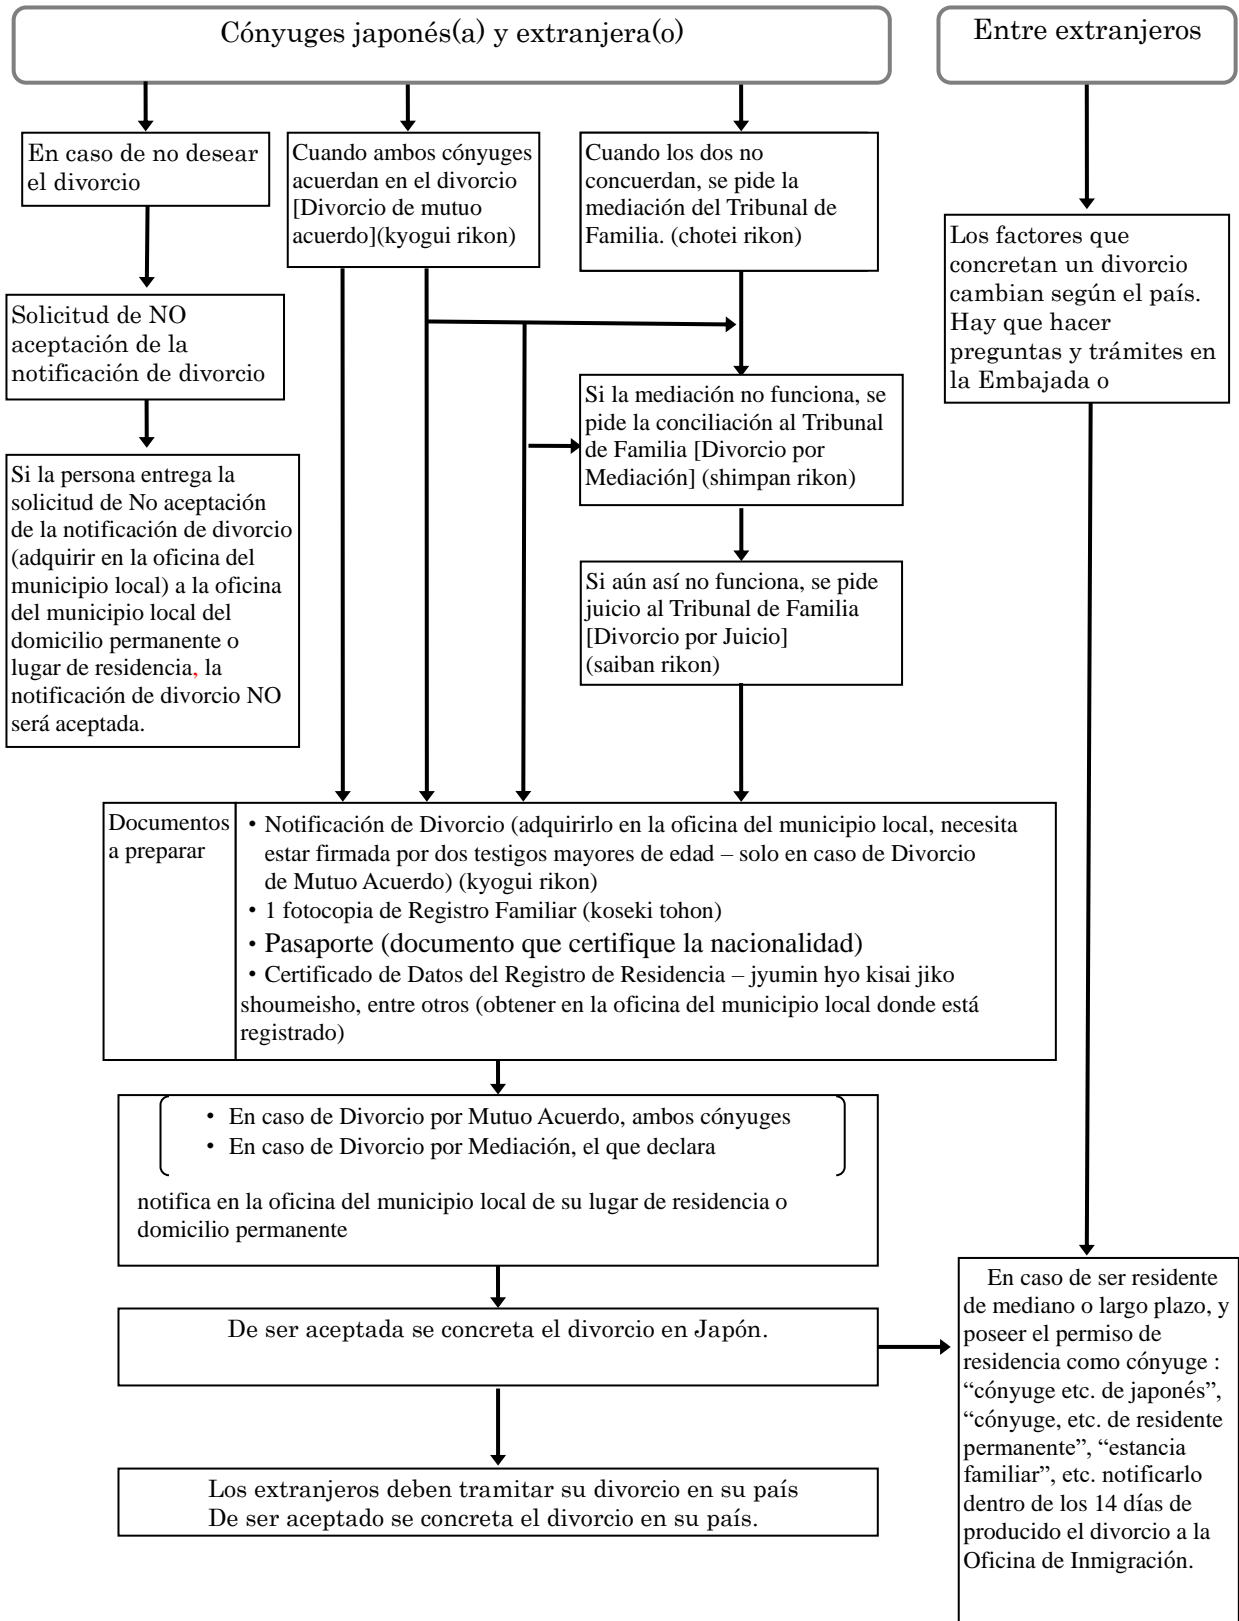 Cónyuges japonés(a) y extranjera(o)
Entre extranjeros
En caso de no desear
el divorcio
Cuando ambos cónyuges
acuerdan en el divorcio
[Divorcio de mutuo
acuerdo](kyogui rikon)
Cuando los dos no
concuerdan, se pide la
mediación del Tribunal de
Familia. (chotei rikon)
Los factores que
concretan un divorcio
cambian según el país.
Hay que hacer
preguntas y trámites en
la Embajada o
Solicitud de NO
aceptación de la
notificación de divorcio
Si la mediación no funciona, se
pide la conciliación al Tribunal
de Familia [Divorcio por
Mediación] (shimpan rikon)
Si la persona entrega la
solicitud de No aceptación
de la notificación de divorcio
(adquirir en la oficina del
municipio local) a la oficina
del municipio local del
domicilio permanente o
lugar de residencia, la
notificación de divorcio NO
será aceptada.
Si aún así no funciona, se pide
juicio al Tribunal de Familia
[Divorcio por Juicio]
(saiban rikon)
Documentos
a preparar
• Notificación de Divorcio (adquirirlo en la oficina del municipio local, necesita
estar firmada por dos testigos mayores de edad – solo en caso de Divorcio
de Mutuo Acuerdo) (kyogui rikon)
• 1 fotocopia de Registro Familiar (koseki tohon)
• Pasaporte (documento que certifique la nacionalidad)
• Certificado de Datos del Registro de Residencia – jyumin hyo kisai jiko
shoumeisho, entre otros (obtener en la oficina del municipio local donde está
registrado)
• En caso de Divorcio por Mutuo Acuerdo, ambos cónyuges
• En caso de Divorcio por Mediación, el que declara
notifica en la oficina del municipio local de su lugar de residencia o
domicilio permanente
De ser aceptada se concreta el divorcio en Japón.
Los extranjeros deben tramitar su divorcio en su país
De ser aceptado se concreta el divorcio en su país.
En caso de ser residente
de mediano o largo plazo, y
poseer el permiso de
residencia como cónyuge :
“cónyuge etc. de japonés”,
“cónyuge, etc. de residente
permanente”, “estancia
familiar”, etc. notificarlo
dentro de los 14 días de
producido el divorcio a la
Oficina de Inmigración.